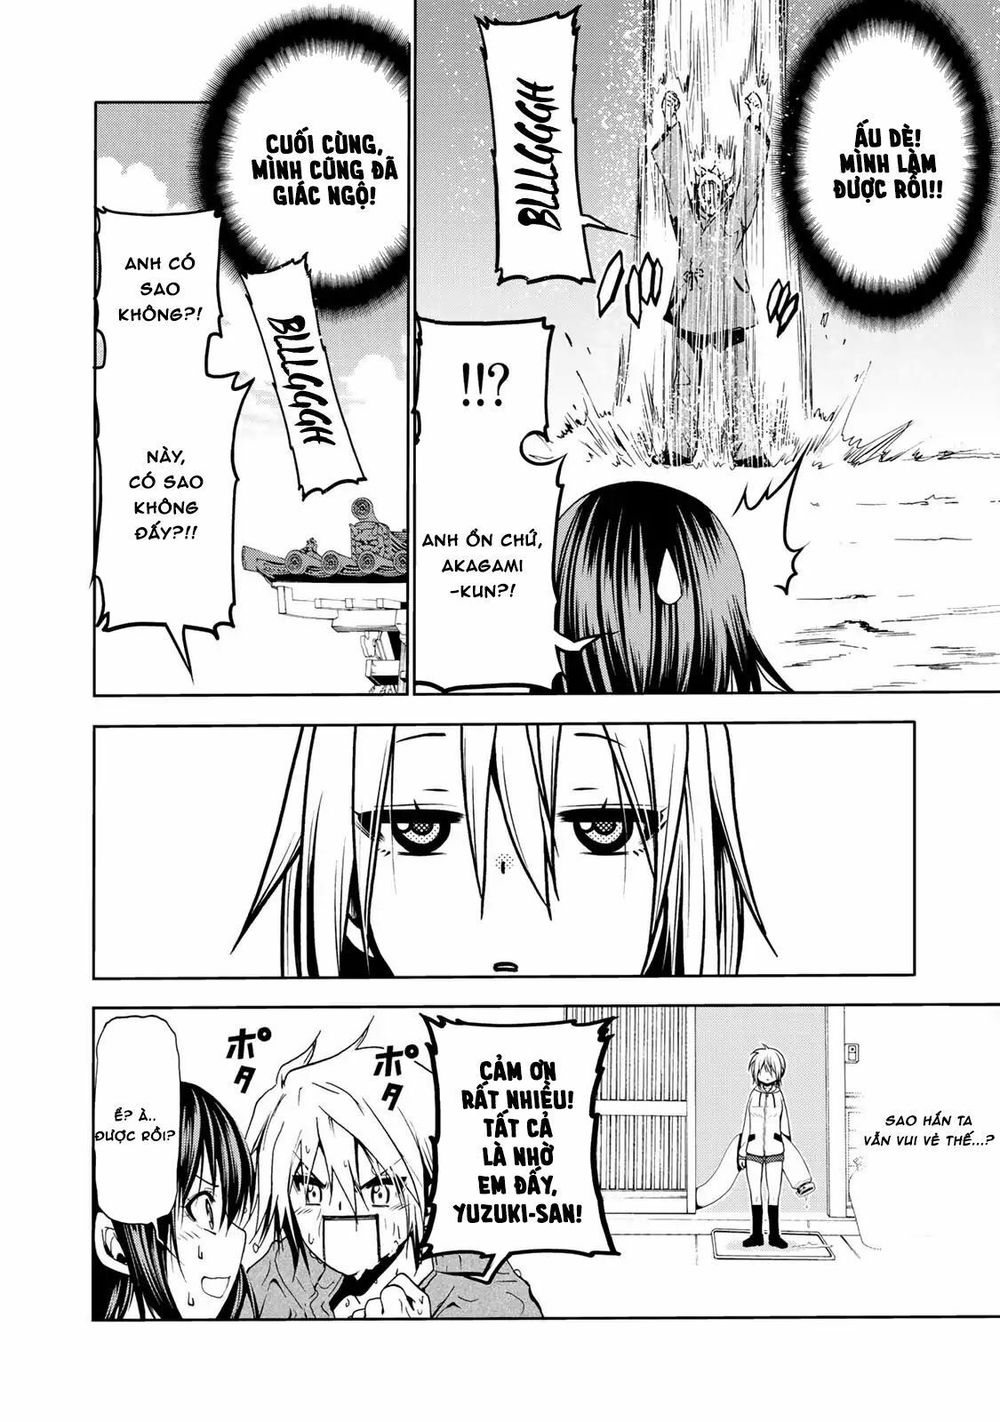 ẤU DÈ!
MÌNH LÀM
ĐƯỢC RỒI!!
BLLLGGGH
!!?
ANH ỔN CHỨ,
AKAGAMI
-KUN?!
CUỐI CÙNG,
MÌNH CŨNG ĐÃ
GIÁC NGỘ!
BLLLGGGH
ANH CÓ
SAO
KHÔNG?!
NÀY,
CÓ SAO
KHÔNG
ĐẤY?!!
SAO HẮN TA
VẪN VUI VẺ THẾ...?
CẢM ƠN
RẤT NHIỀU!
TẤT CẢ
LÀ NHỜ
EM ĐẤY,
YUZUKI-SAN!
ポタ
ポタ
Ể? À..
ĐƯỢC RỒI?